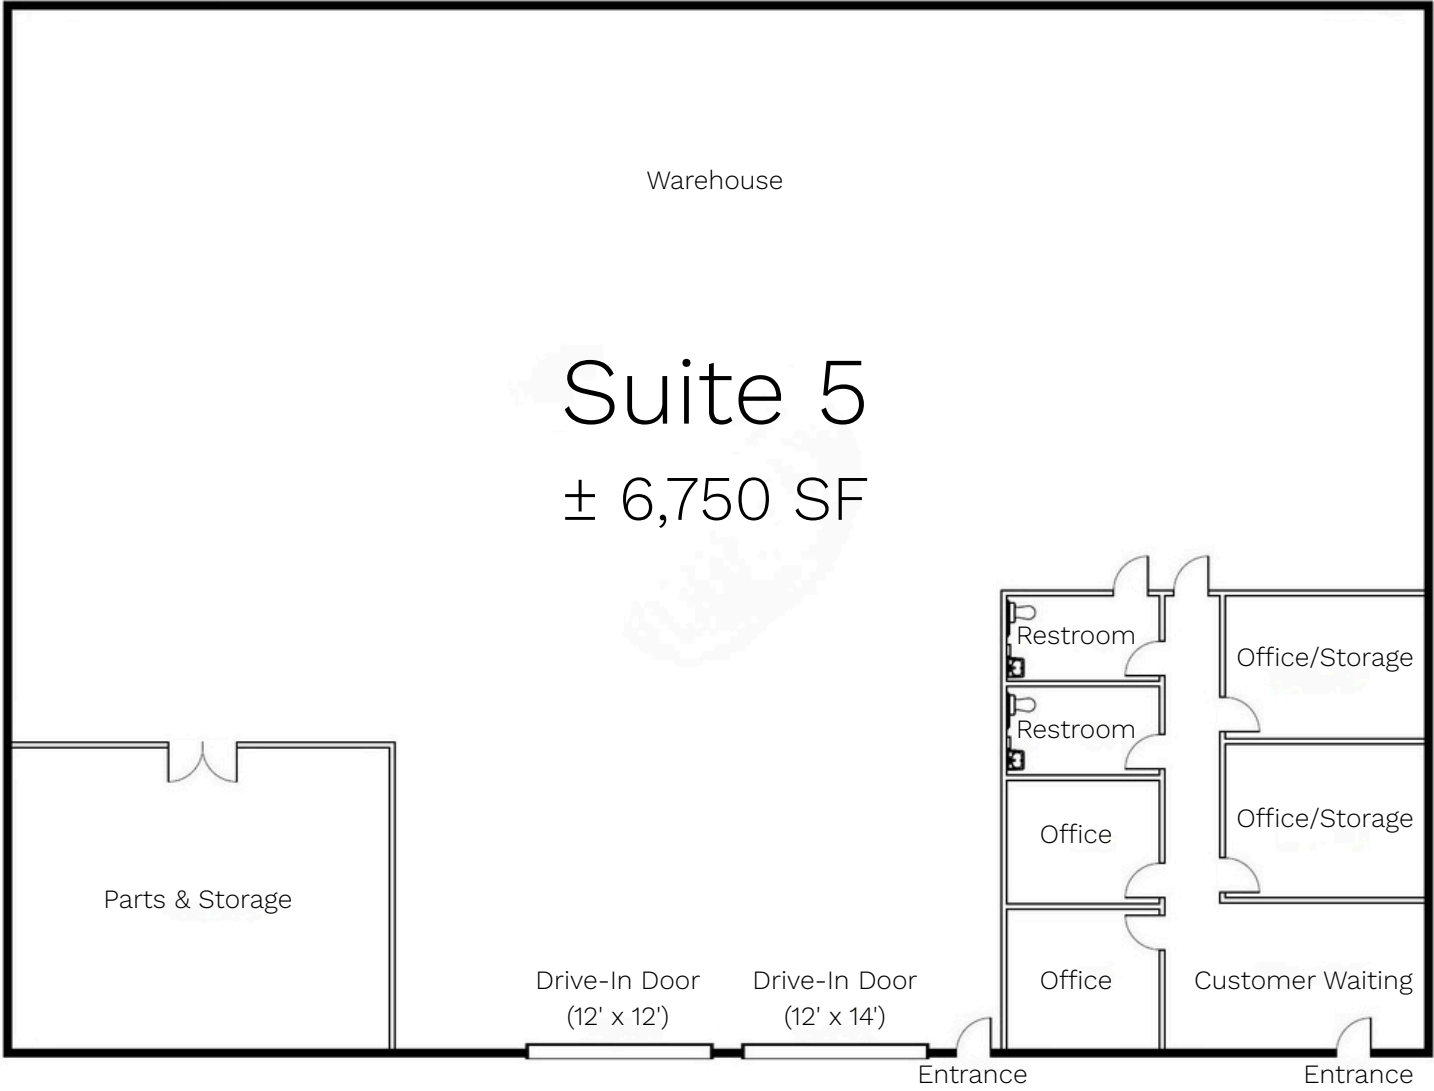 Warehouse
Suite 5
± 6,750 SF
Restroom
Office/Storage
Restroom
Office/Storage
Office
Parts & Storage
Drive-In Door
(12' x 12')
Drive-In Door
(12' x 14')
Office
Customer Waiting
Entrance
Entrance